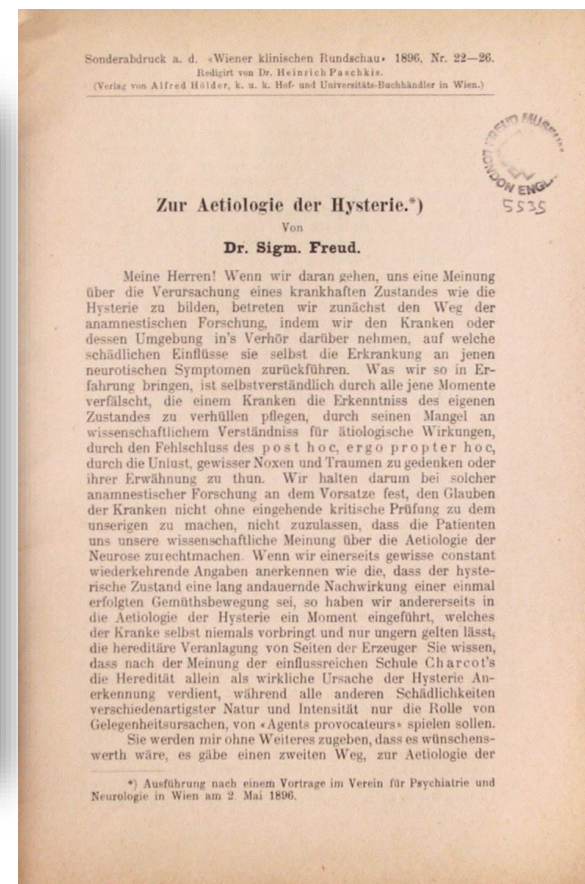 Sonderabdruck a. d. «Wiener klinischen Rundschau» 1896, Nr. 22—26.
Redigirt von Dr. Heinrich Paschkis.
(Verlag von Alfred Hölder, k. u. k. Hof- und Universitäts-Buchhändler in Wien.)
FREUD MUSEUM
LONDON ENGL
5535
Zur Aetiologie der Hysterie.*)
Von
Dr. Sigm. Freud.
Meine Herren! Wenn wir daran gehen, uns eine Meinung
über die Verursachung eines krankhaften Zustandes wie die
Hysterie zu bilden, betreten wir zunächst den Weg der
anamnestischen Forschung, indem wir den Kranken oder
dessen Umgebung in's Verhör darüber nehmen, auf welche
schädlichen Einflüsse sie selbst die Erkrankung an jenen
neurotischen Symptomen zurückführen. Was wir so in Er-
fahrung bringen, ist selbstverständlich durch alle jene Momente
verfälscht, die einem Kranken die Erkenntniss des eigenen
Zustandes zu verhüllen pflegen, durch seinen Mangel an
wissenschaftlichem Verständniss für ätiologische Wirkungen,
durch den Fehlschluss des post hoc, ergo propter hoc,
durch die Unlust, gewisser Noxen und Traumen zu gedenken oder
ihrer Erwähnung zu thun. Wir halten darum bei solcher
anamnestischer Forschung an dem Vorsatze fest, den Glauben
der Kranken nicht ohne eingehende kritische Prüfung zu dem
unserigen zu machen, nicht zuzulassen, dass die Patienten
uns unsere wissenschaftliche Meinung über die Aetiologie der
Neurose zurechtmachen. Wenn wir einerseits gewisse constant
wiederkehrende Angaben anerkennen wie die, dass der hyste-
rische Zustand eine lang andauernde Nachwirkung einer einmal
erfolgten Gemüthsbewegung sei, so haben wir andererseits in
die Aetiologie der Hysterie ein Moment eingeführt, welches
der Kranke selbst niemals vorbringt und nur ungern gelten lässt,
die hereditäre Veranlagung von Seiten der Erzeuger Sie wissen,
dass nach der Meinung der einflussreichen Schule Charcot's
die Heredität allein als wirkliche Ursache der Hysterie An-
erkennung verdient, während alle anderen Schädlichkeiten
verschiedenartigster Natur und Intensität nur die Rolle von
Gelegenheitsursachen, von «Agents provocateurs» spielen sollen.
Sie werden mir ohne Weiteres zugeben, dass es wünschens-
werth wäre, es gäbe einen zweiten Weg, zur Aetiologie der
*) Ausführung nach einem Vortrage im Verein für Psychiatrie und
Neurologie in Wien am 2. Mai 1896.